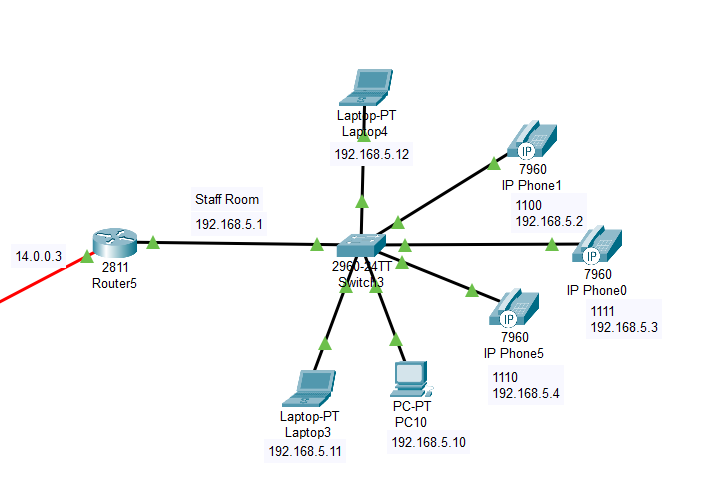 Laptop-PT
Laptop4
192.168.5.12
IP
7960
IP Phone1
1100
192.168.5.2
Staff Room
192.168.5.1
14.0.0.3
2811
Router5
2960-24TT
Switch3
IP
7960
IP Phone0
1111
192.168.5.3
IP
7960
IP Phone5
1110
192.168.5.4
Laptop-PT
Laptop3
192.168.5.11
PC-PT
PC10
192.168.5.10